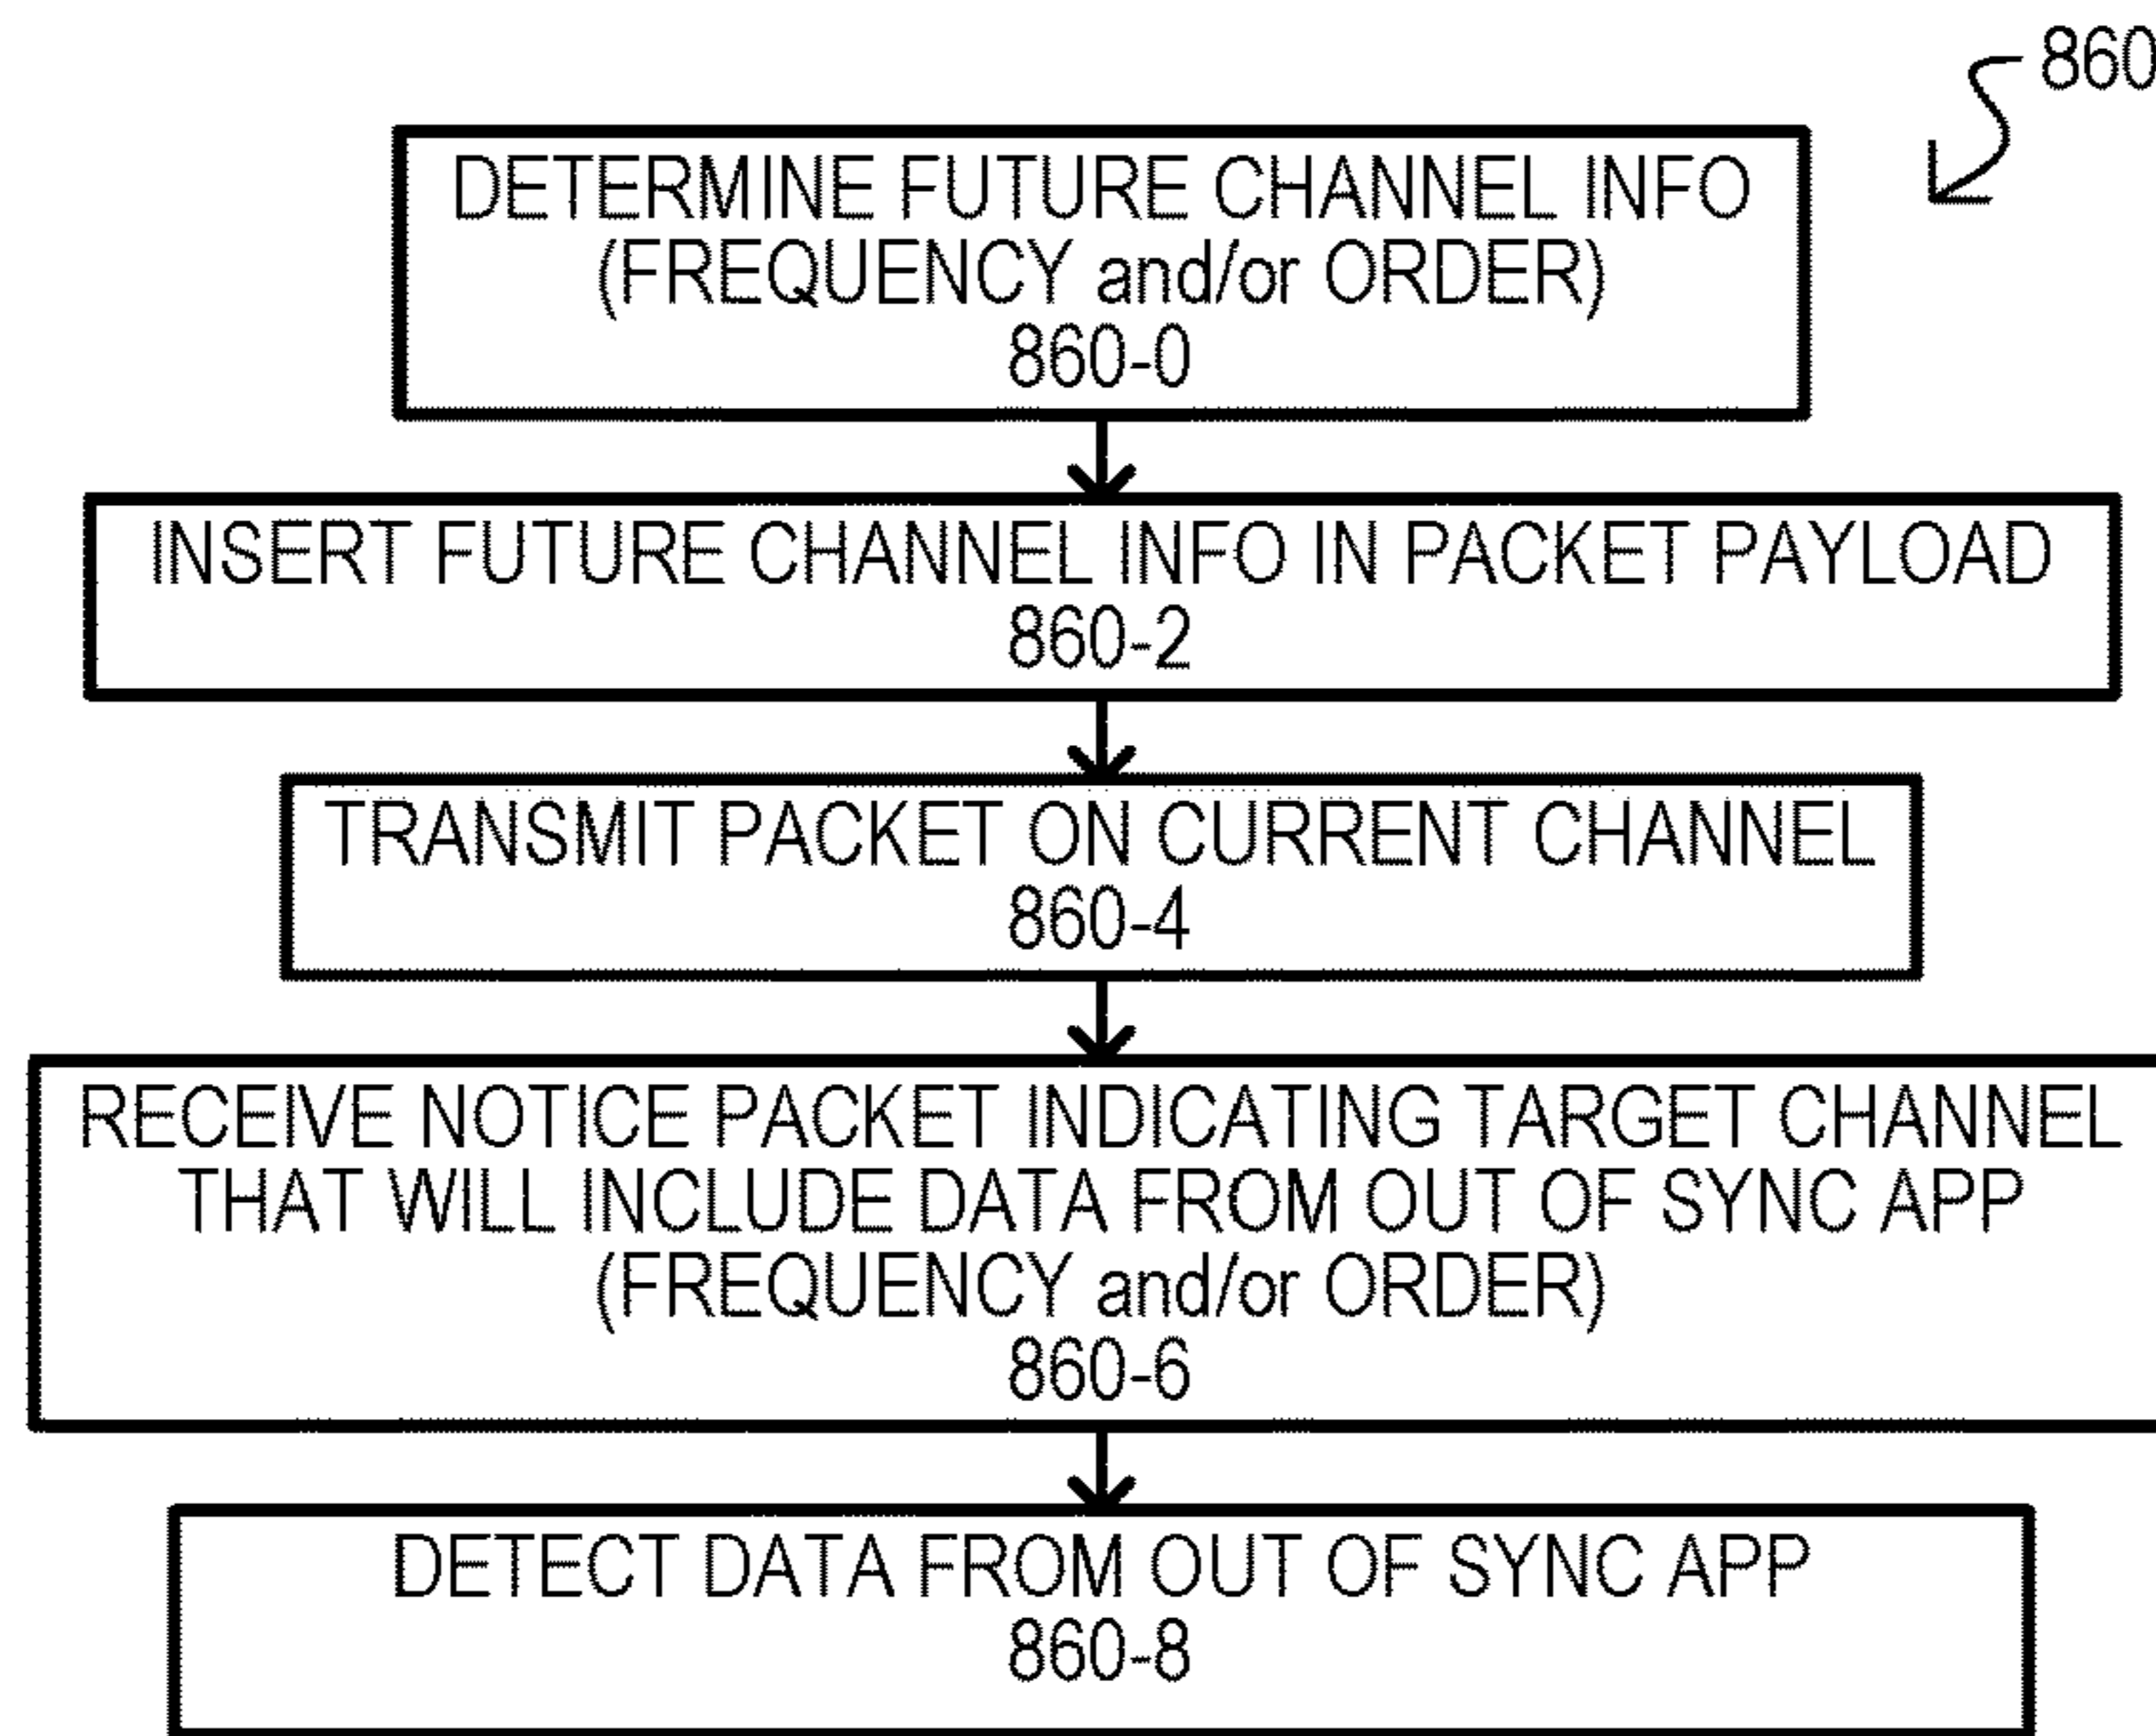 860
DETERMINE FUTURE CHANNEL INFO
(FREQUENCY and/or ORDER)
860-0
INSERT FUTURE CHANNEL INFO IN PACKET PAYLOAD
860-2
TRANSMIT PACKET ON CURRENT CHANNEL
860-4
RECEIVE NOTICE PACKET INDICATING TARGET CHANNEL
THAT WILL INCLUDE DATA FROM OUT OF SYNC APP
(FREQUENCY and/or ORDER)
860-6
DETECT DATA FROM OUT OF SYNC APP
860-8